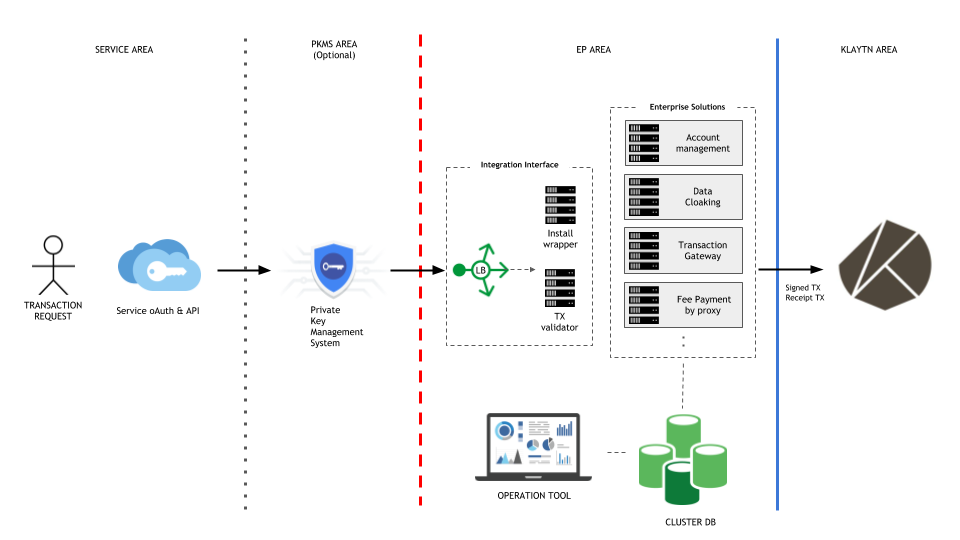 SERVICE AREA
PKMS AREA
(Optional)
EP AREA
KLAYTN AREA
Enterprise Solutions
Account
management
Integration Interface
Data
Cloaking
Install
wrapper
Transaction
Gateway
LB
TRANSACTION
REQUEST
Service oAuth & API
Private
Key
Management
System
TX
validator
Fee Payment
by proxy
Signed TX
Receipt TX
OPERATION TOOL
CLUSTER DB